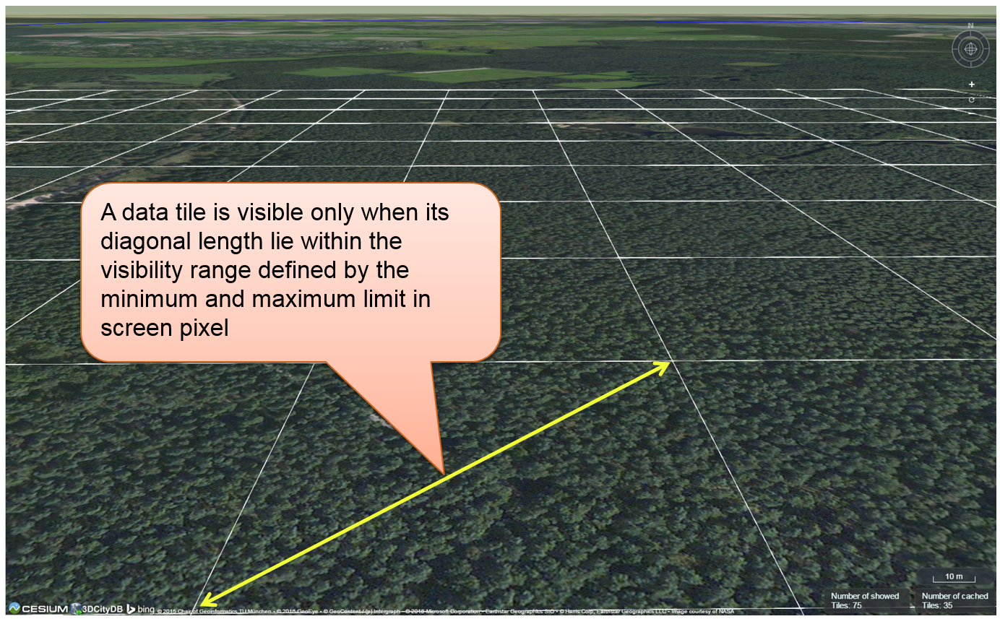 N
A data tile is visible only when its
diagonal length lie within the
visibility range defined by the
minimum and maximum limit in
screen pixel
10 m
Number of showed
Tiles: 75
Number of cached
Tiles: 35
CESIUM 3DCityDB bing © 2015 Chair of Geoinformatics TU München • © 2016 GeoEye • © GeoContent / (p) Intergraph • © 2016 Microsoft Corporation • Earthstar Geographics SIO • © Harris Corp, Earthstar Geographics LLC • Image courtesy of NASA